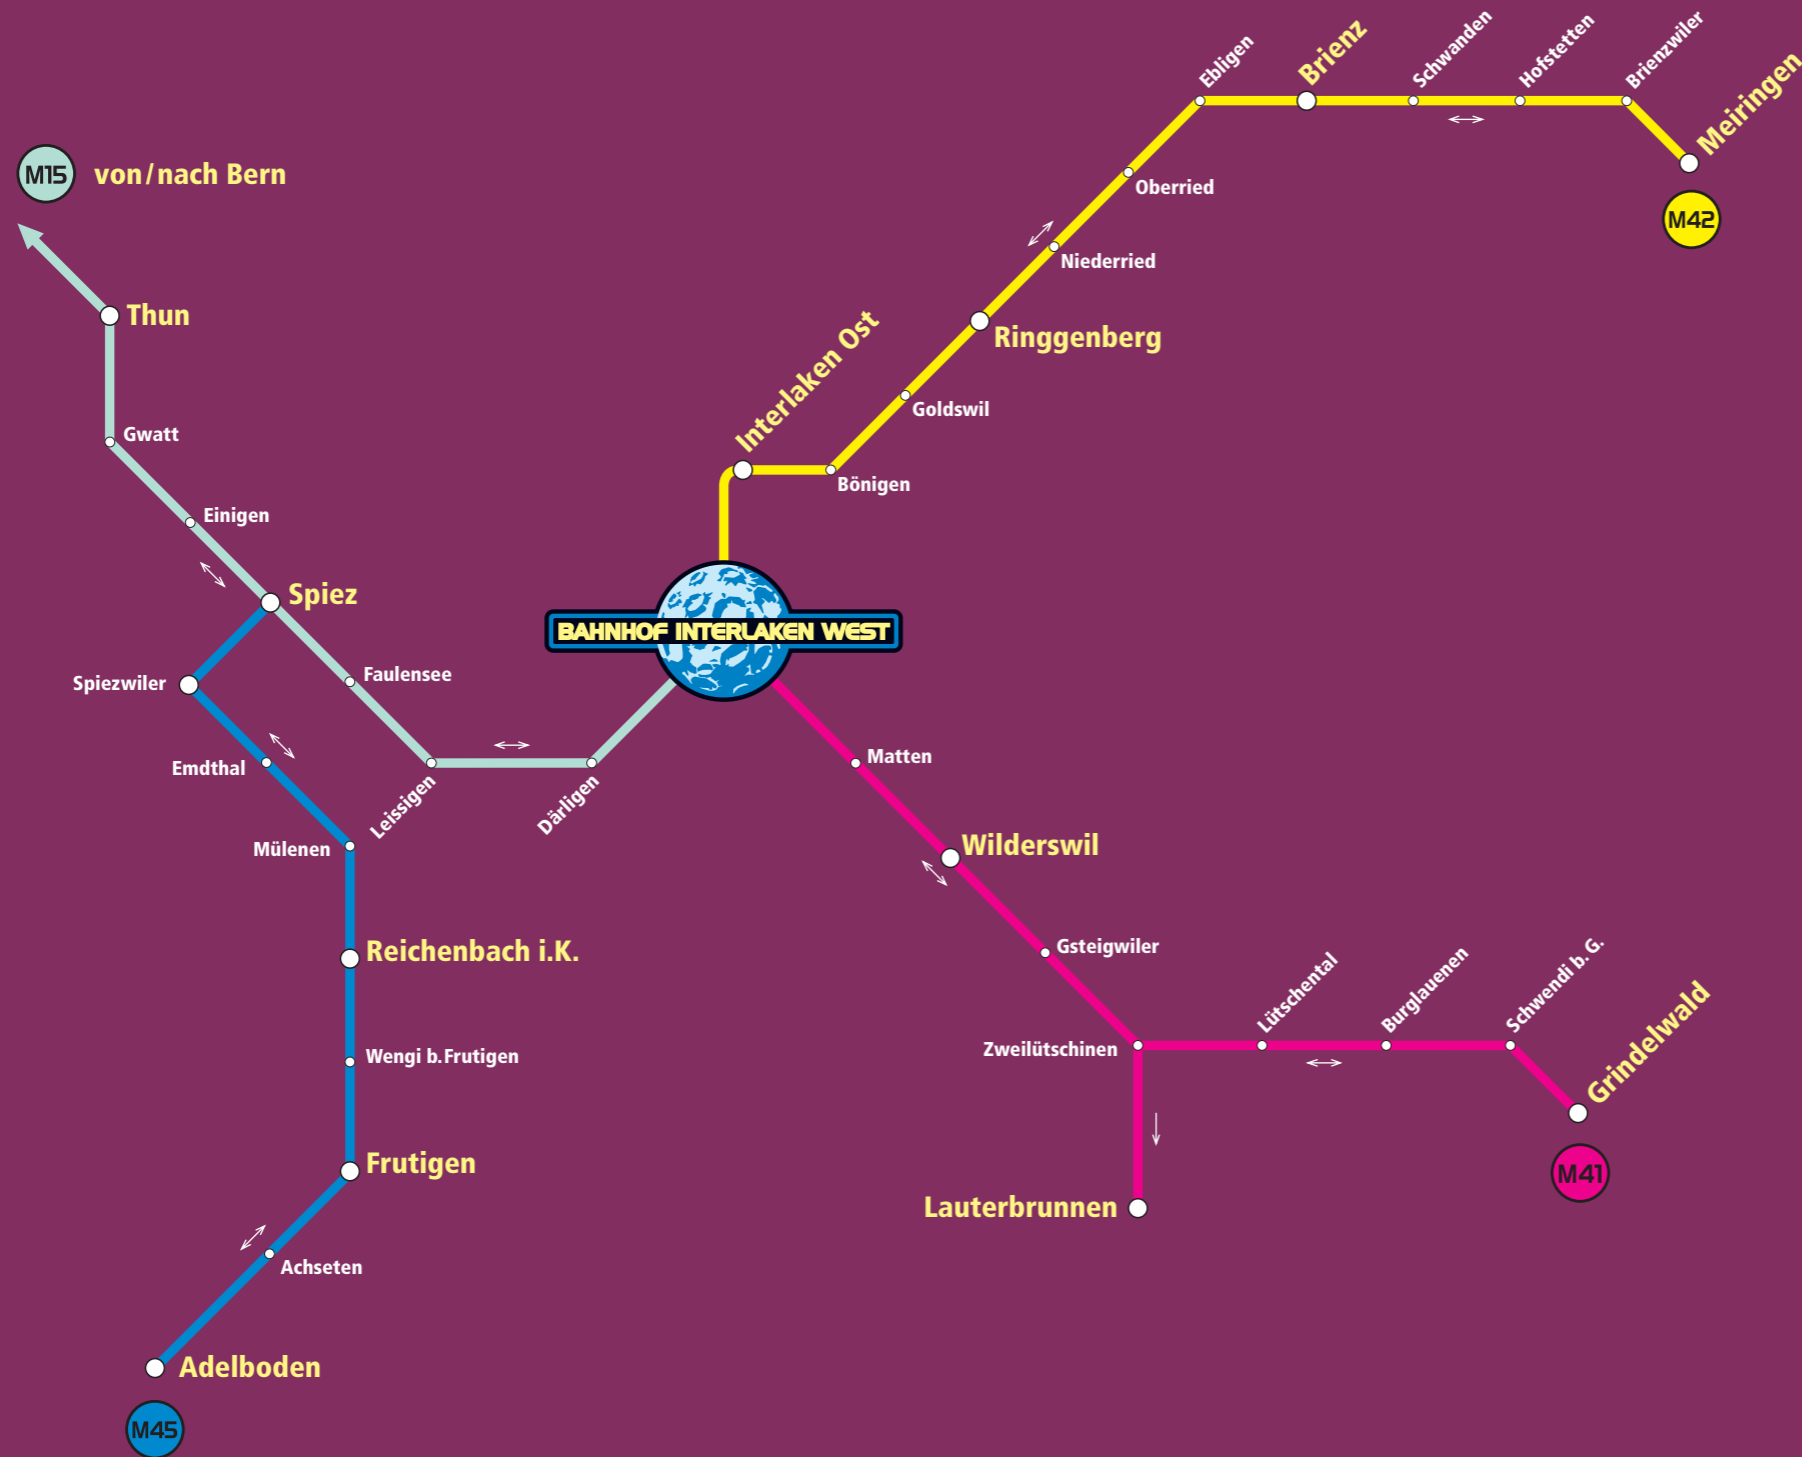 Ebligen
Brienz
Schwanden
Hofstetten
Brienzwiler
Meiringen
M15
von/nach Bern
Oberried
M42
Niederried
Thun
Ringgenberg
Interlaken Ost
Goldswil
Gwatt
Bönigen
Einigen
Spiez
BAHNHOF INTERLAKEN WEST
Faulensee
Spiezwiler
Matten
Emdthal
Leissigen
Därligen
Mülenen
Wilderswil
Reichenbach i.K.
Gsteigwiler
Lütschental
Burglauenen
Schwendi b.G.
Grindelwald
Zweilütschinen
Wengi b.Frutigen
Frutigen
M41
Lauterbrunnen
Achseten
Adelboden
M45